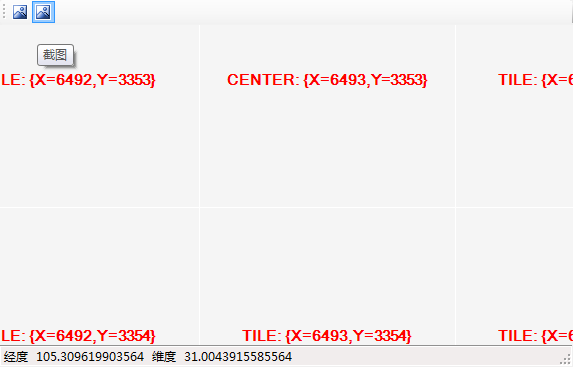 截图
LE: {X=6492,Y=3353} CENTER: {X=6493,Y=3353} TILE: {X=6
LE: {X=6492,Y=3354} TILE: {X=6493,Y=3354} TILE: {X=6
经度 105.309619903564 维度 31.0043915585564